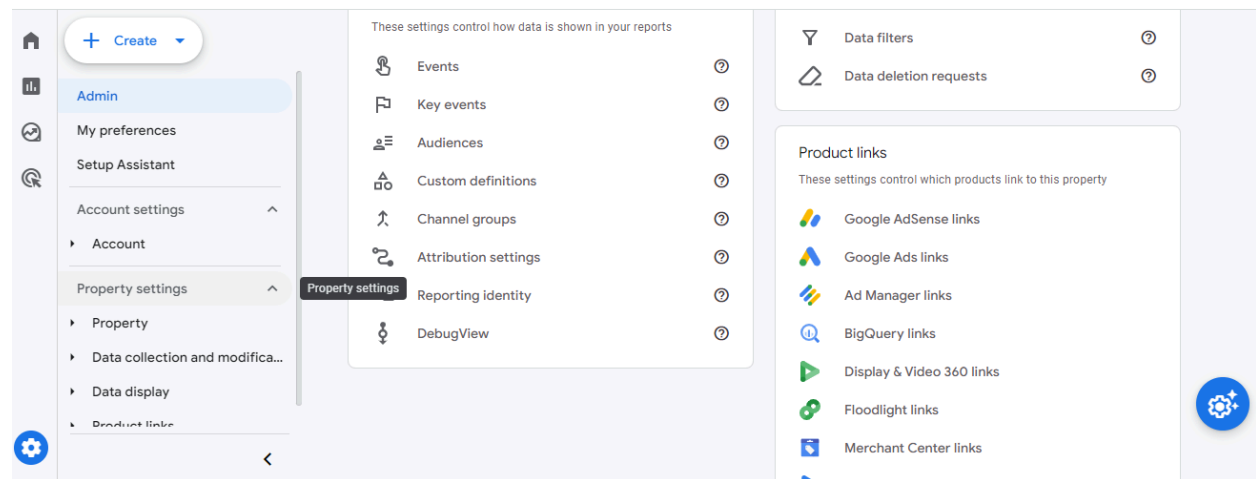 Create
Admin
My preferences
Setup Assistant
Account settings
Account
Property settings
Property
Data collection and modifica...
Data display
Product links
Property settings
These settings control how data is shown in your reports
Events
Key events
Audiences
Custom definitions
Channel groups
Attribution settings
Reporting identity
DebugView
Data filters
Data deletion requests
Product links
These settings control which products link to this property
Google AdSense links
Google Ads links
Ad Manager links
BigQuery links
Display & Video 360 links
Floodlight links
Merchant Center links